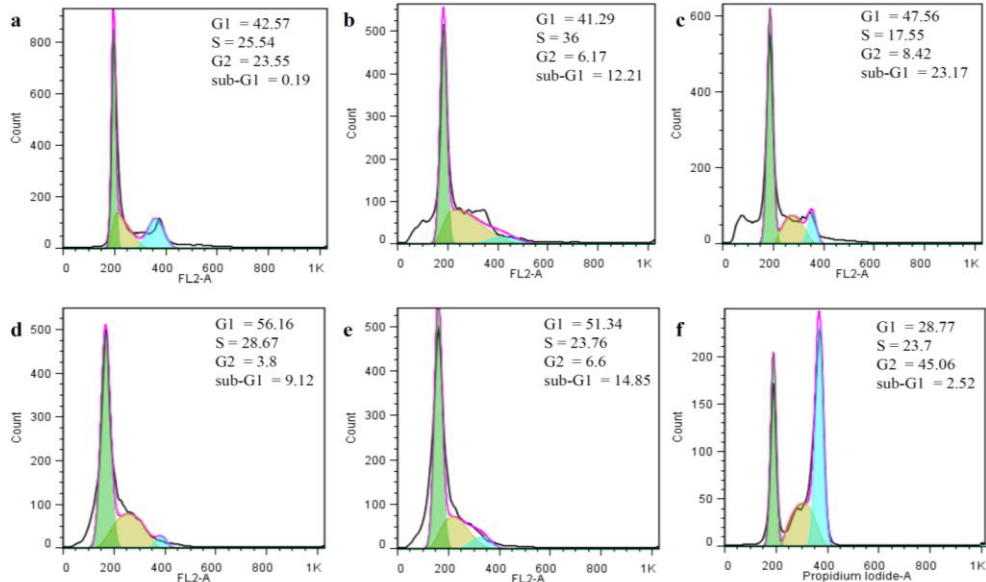 a
G1 = 42.57
S = 25.54
G2 = 23.55
sub-G1 = 0.19
Count
800
600
400
200
0
0 200 400 600 800 1K
FL2-A
b
G1 = 41.29
S = 36
G2 = 6.17
sub-G1 = 12.21
Count
500
400
300
200
100
0
0 200 400 600 800 1K
FL2-A
c
G1 = 47.56
S = 17.55
G2 = 8.42
sub-G1 = 23.17
Count
600
400
200
0
0 200 400 600 800 1K
FL2-A
d
G1 = 56.16
S = 28.67
G2 = 3.8
sub-G1 = 9.12
Count
500
400
300
200
100
0
0 200 400 600 800 1K
FL2-A
e
G1 = 51.34
S = 23.76
G2 = 6.6
sub-G1 = 14.85
Count
500
400
300
200
100
0
0 200 400 600 800 1K
FL2-A
f
G1 = 28.77
S = 23.7
G2 = 45.06
sub-G1 = 2.52
Count
200
150
100
50
0
0 200 400 600 800 1K
Propidium Iodide-A